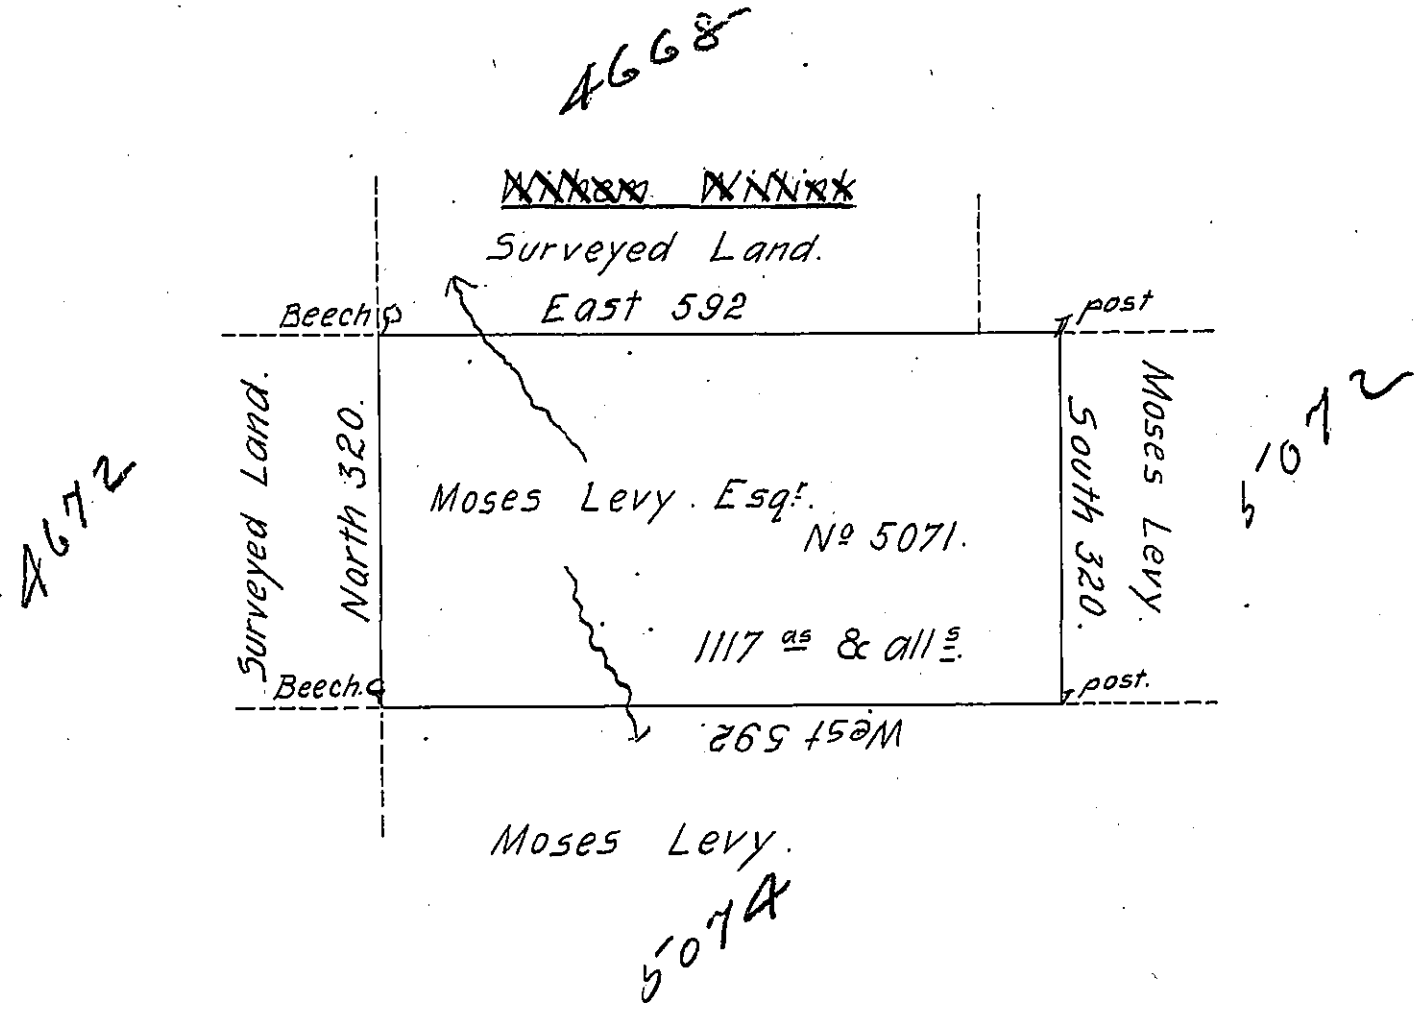 4668
Surveyed Land.
East 592
Beech
post
Surveyed Land.
North 320.
Moses Levy. Esqr.
No 5071.
1117 as & alls.
South 320.
Moses Levy.
4672
5072
Beech.
post.
West 592.
Moses Levy.
5074